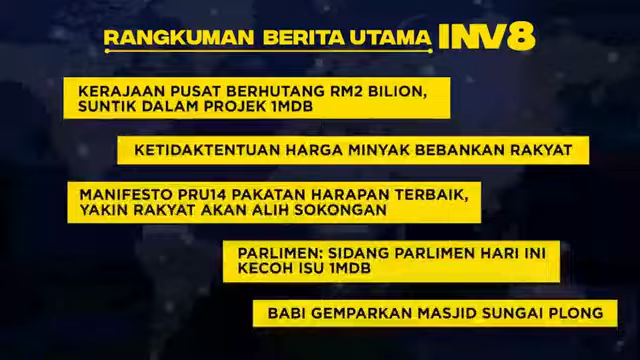 RANGKUMAN BERITA UTAMA INV8
KERAJAAN PUSAT BERHUTANG RM2 BILION,
SUNTIK DALAM PROJEK 1MDB
KETIDAKTENTUAN HARGA MINYAK BEBANKAN RAKYAT
MANIFESTO PRU14 PAKATAN HARAPAN TERBAIK,
YAKIN RAKYAT AKAN ALIH SOKONGAN
PARLIMEN: SIDANG PARLIMEN HARI INI
KECOH ISU 1MDB
BABI GEMPARKAN MASJID SUNGAI PLONG